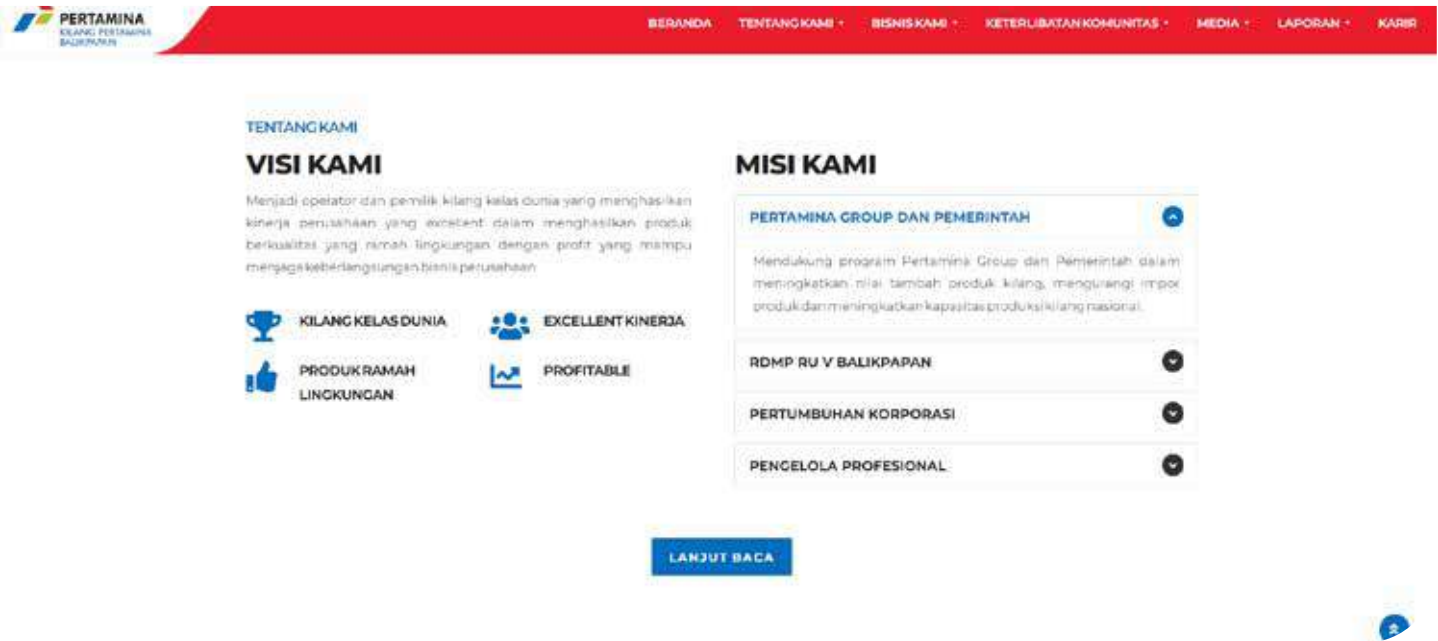 PERTAMINA
KILANG PERTAMINA
BALIKPAPAN
BERANDA TENTANG KAMI BISNIS KAMI KETERLIBATAN KOMUNITAS MEDIA LAPORAN KARIR
TENTANG KAMI
VISI KAMI
Menjadi operator dan pemilik kilang kelas dunia yang menghasilkan
kinerja perusahaan yang excellent dalam menghasilkan produk
berkualitas yang ramah lingkungan dengan profit yang mampu
menjaga keberlangsungan bisnis perusahaan
KILANG KELAS DUNIA
EXCELLENT KINERJA
PRODUK RAMAH
LINGKUNGAN
PROFITABLE
MISI KAMI
PERTAMINA GROUP DAN PEMERINTAH
Mendukung program Pertamina Group dan Pemerintah dalam
meningkatkan nilai tambah produk kilang, mengurangi impor
produk dan meningkatkan kapasitas produksi kilang nasional.
RDMP RU V BALIKPAPAN
PERTUMBUHAN KORPORASI
PENGELOLA PROFESIONAL
LANJUT BACA